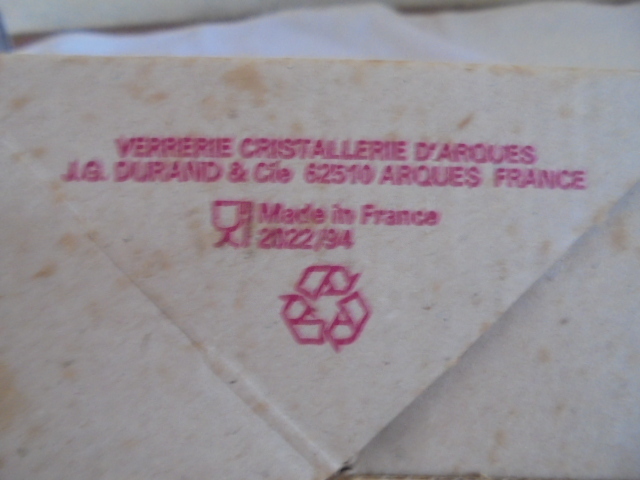 VERRERIE CRISTALLERIE D'ARQUES
J.G. DURAND & Cie 62510 ARQUES FRANCE
Made in France
2022/94